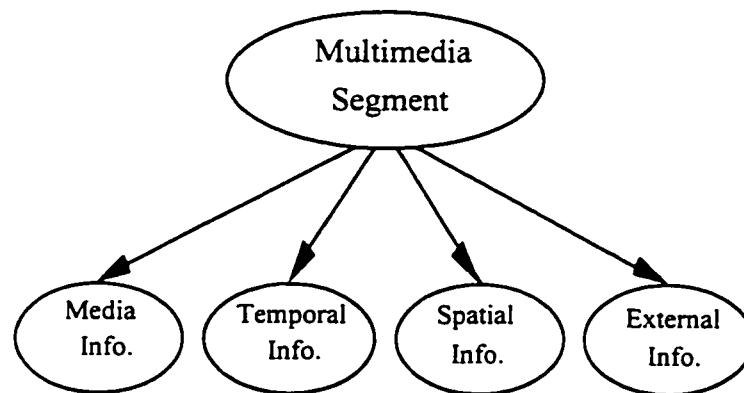 Multimedia
Segment
Media
Info.
Temporal
Info.
Spatial
Info.
External
Info.